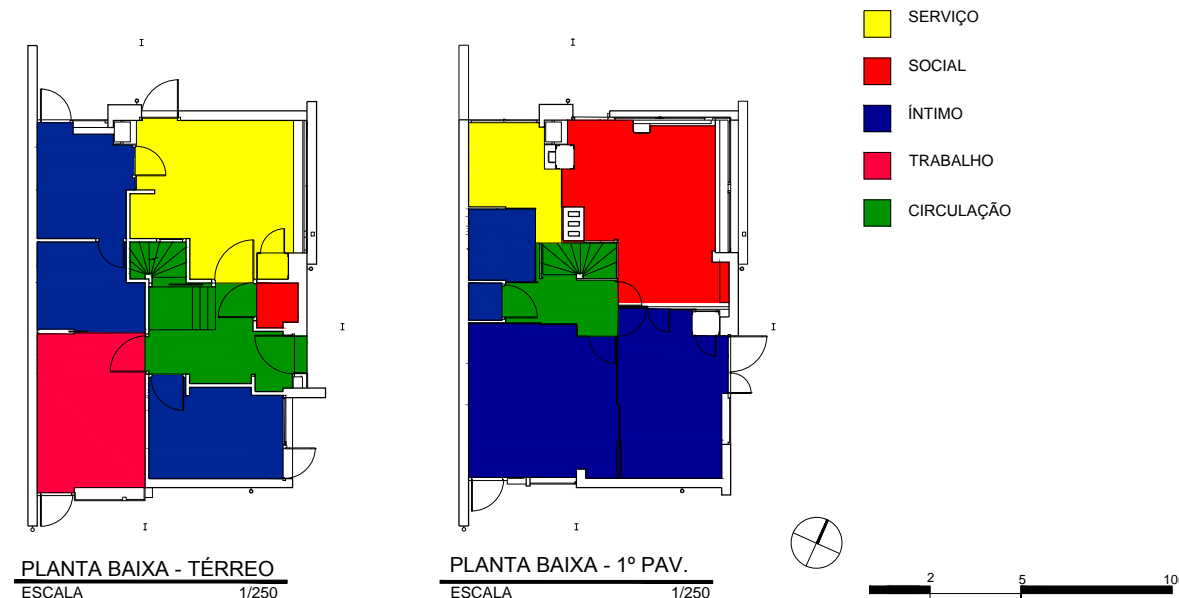 SERVIÇO
SOCIAL
ÍNTIMO
TRABALHO
CIRCULAÇÃO
PLANTA BAIXA - TÉRREO
ESCALA 1/250
PLANTA BAIXA - 1º PAV.
ESCALA 1/250
2 5 10m